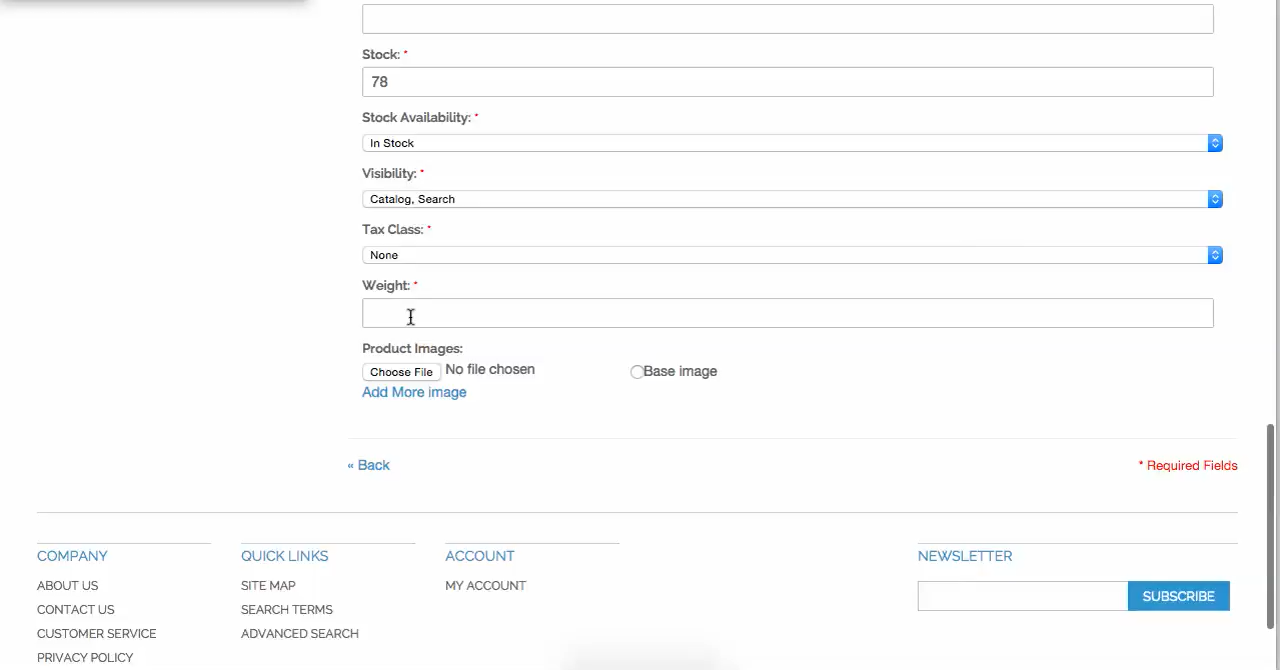 Stock: *
78
Stock Availability: *
In Stock
Visibility: *
Catalog, Search
Tax Class: *
None
Weight: *
Product Images:
Choose File No file chosen Base image
Add More image
« Back * Required Fields
COMPANY QUICK LINKS ACCOUNT NEWSLETTER
ABOUT US SITE MAP MY ACCOUNT
SUBSCRIBE
CONTACT US SEARCH TERMS
CUSTOMER SERVICE ADVANCED SEARCH
PRIVACY POLICY